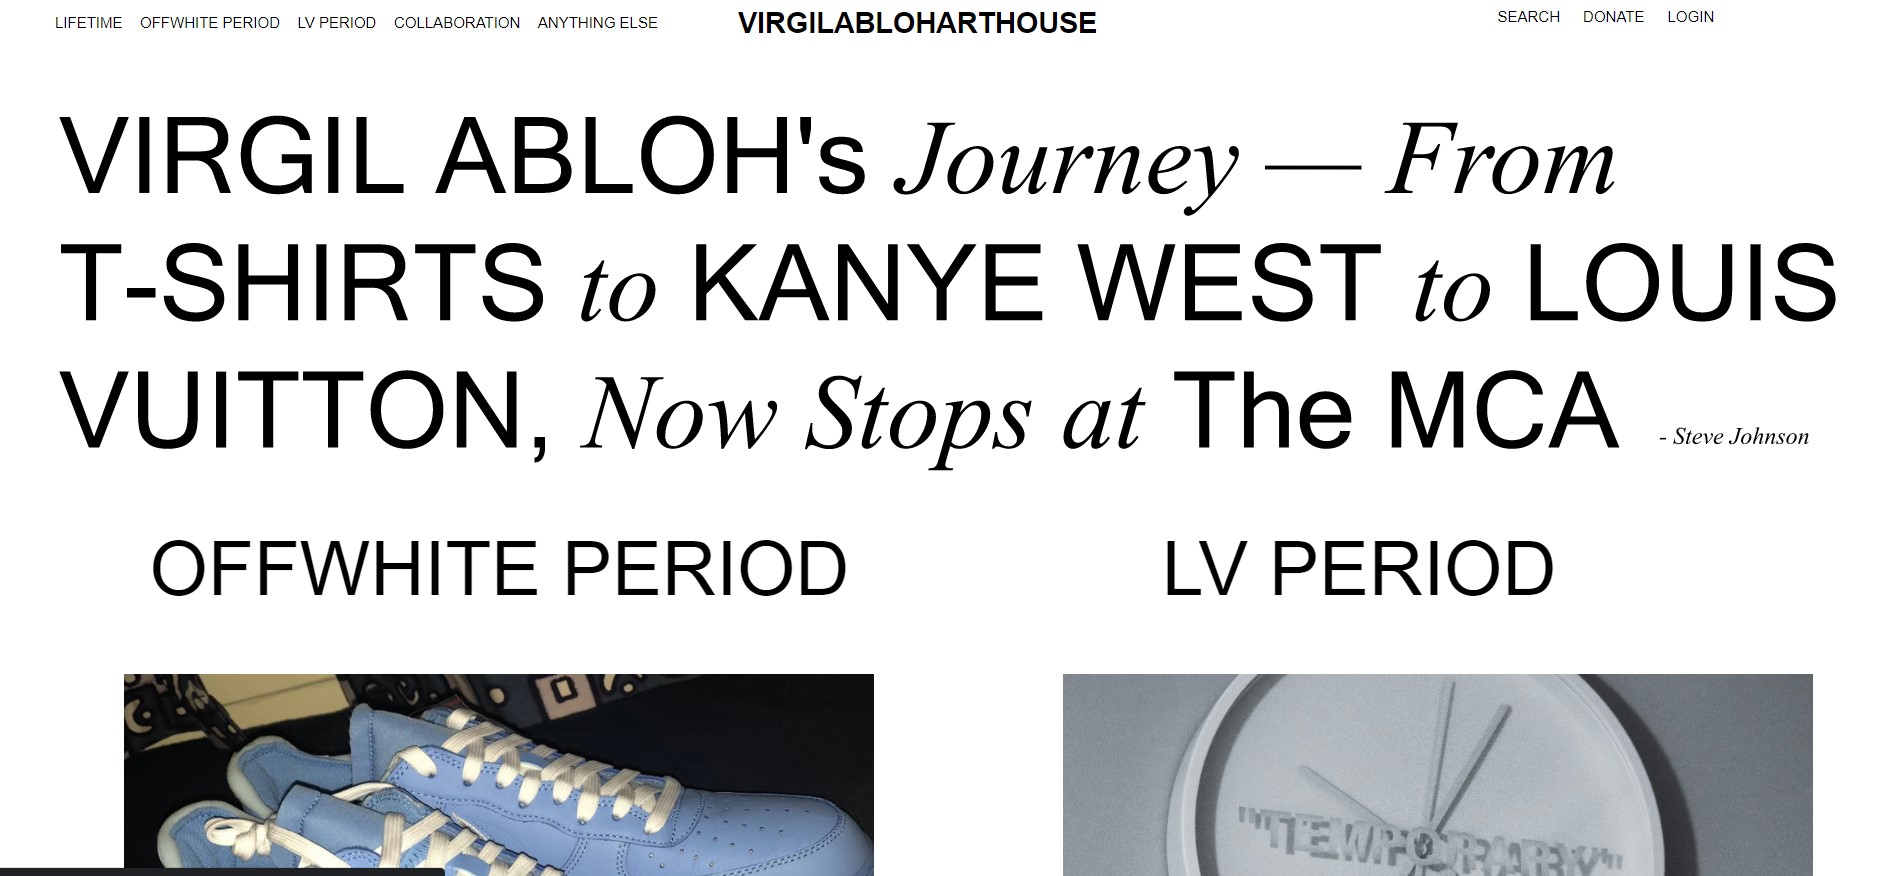 LIFETIME OFFWHITE PERIOD LV PERIOD COLLABORATION ANYTHING ELSE VIRGILABLOHARTHOUSE SEARCH DONATE LOGIN
VIRGIL ABLOH's Journey — From
T-SHIRTS to KANYE WEST to LOUIS
VUITTON, Now Stops at The MCA - Steve Johnson
OFFWHITE PERIOD LV PERIOD
""TEMPORARY""